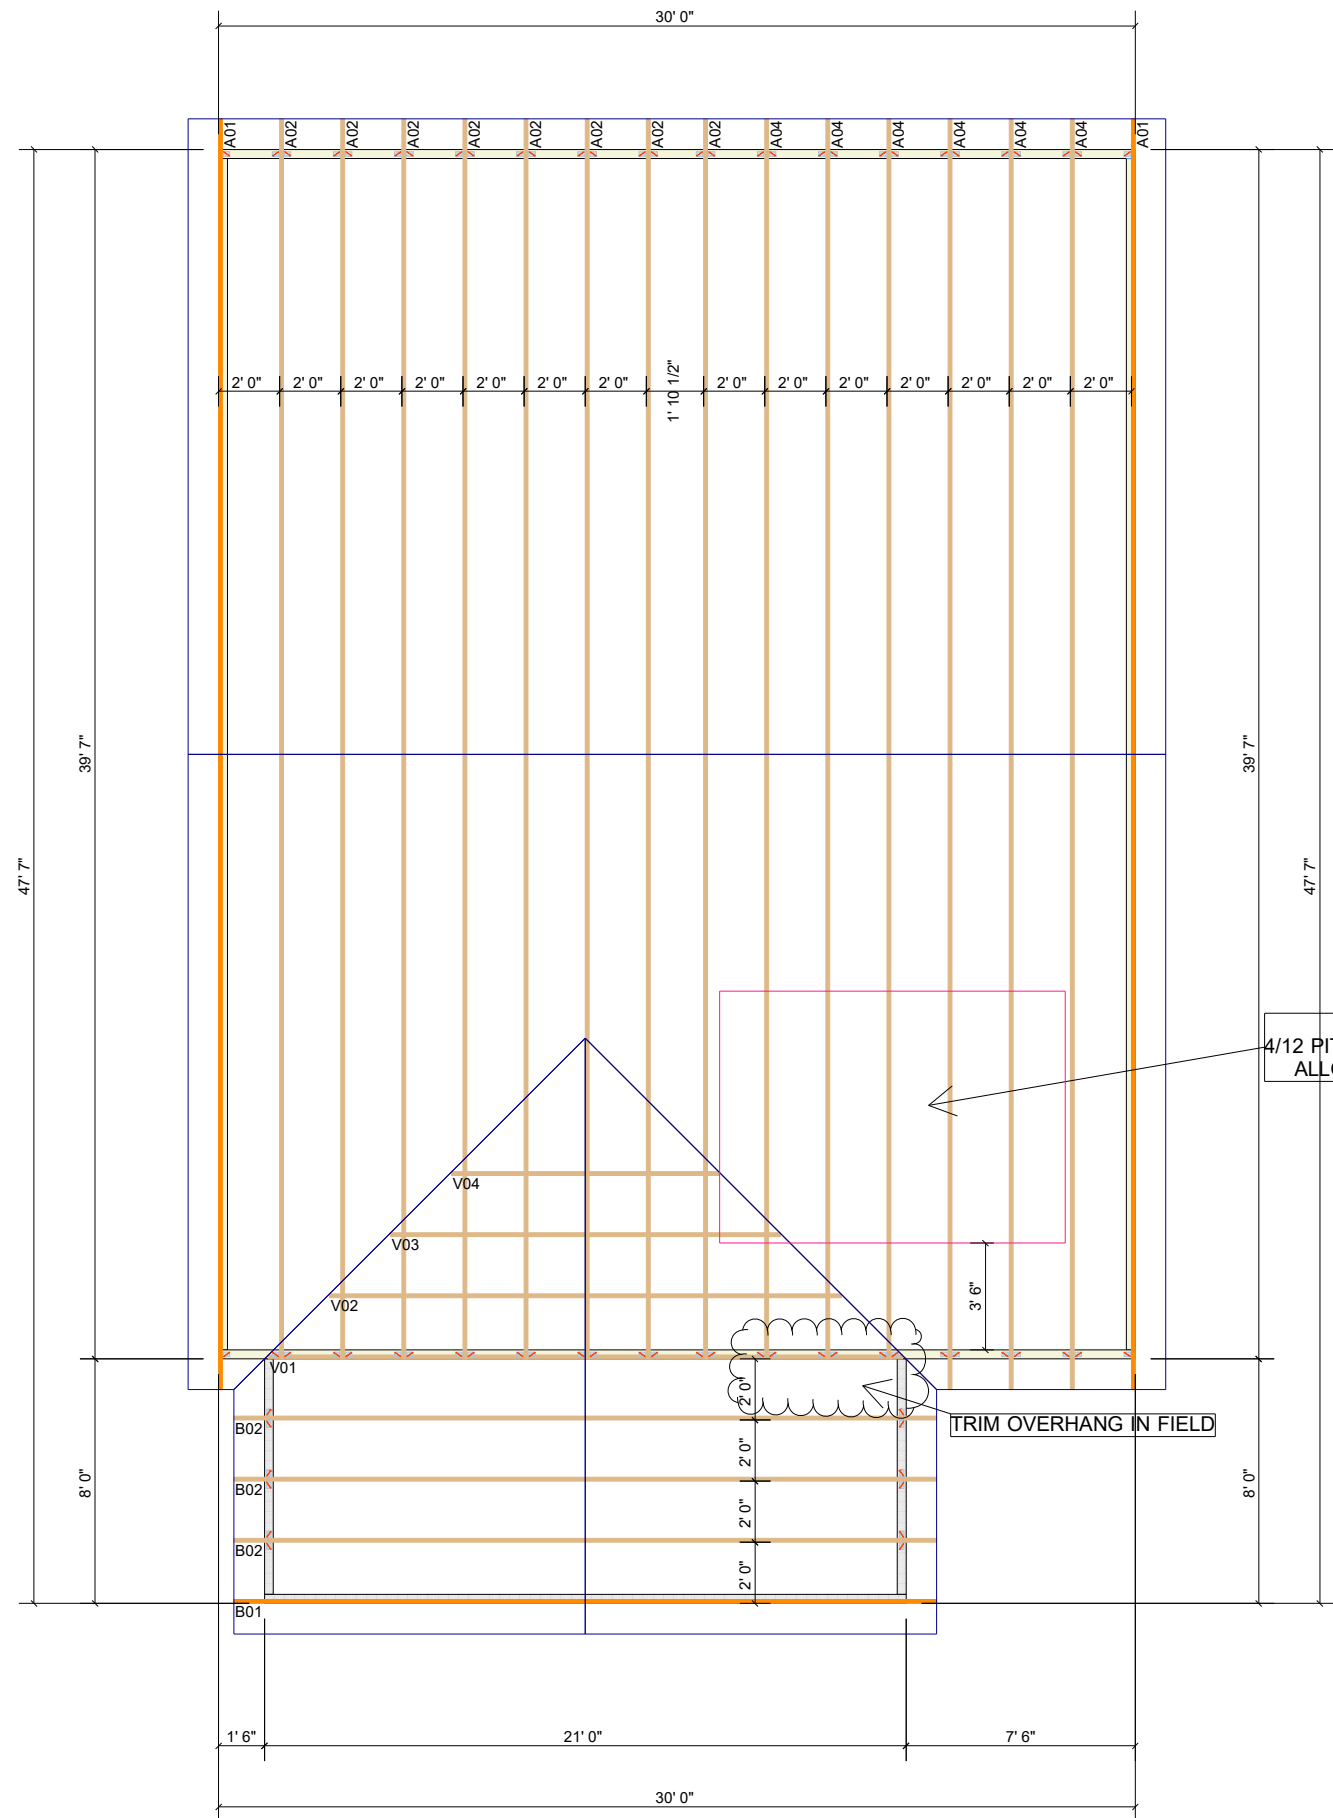 30' 0"
A01 A02 A02 A02 A02 A02 A02 A02 A02 A04 A04 A04 A04 A04 A04 A01
2' 0" 2' 0" 2' 0" 2' 0" 2' 0" 2' 0" 2' 0" 1' 10 1/2" 2' 0" 2' 0" 2' 0" 2' 0" 2' 0" 2' 0" 2' 0"
39' 7"
39' 7"
47' 7"
47' 7"
4/12 PIT
ALLO
V04
V03
V02
3' 6"
V01
2' 0"
TRIM OVERHANG IN FIELD
B02
2' 0"
B02
8' 0"
8' 0"
2' 0"
B02
2' 0"
B01
1' 6" 21' 0" 7' 6"
30' 0"